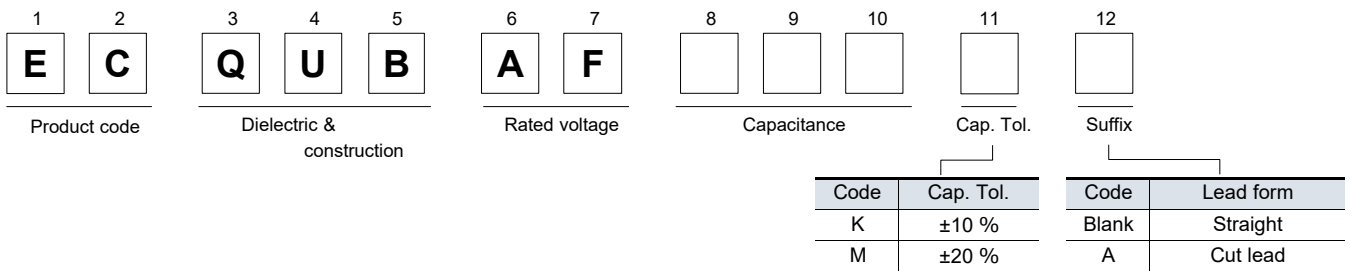 1 2 3 4 5 6 7 8 9 10 11 12
E C Q U B A F
Product code Dielectric & Rated voltage Capacitance Cap. Tol. Suffix
construction
Code Cap. Tol. Code Lead form
K ±10 % Blank Straight
M ±20 % A Cut lead